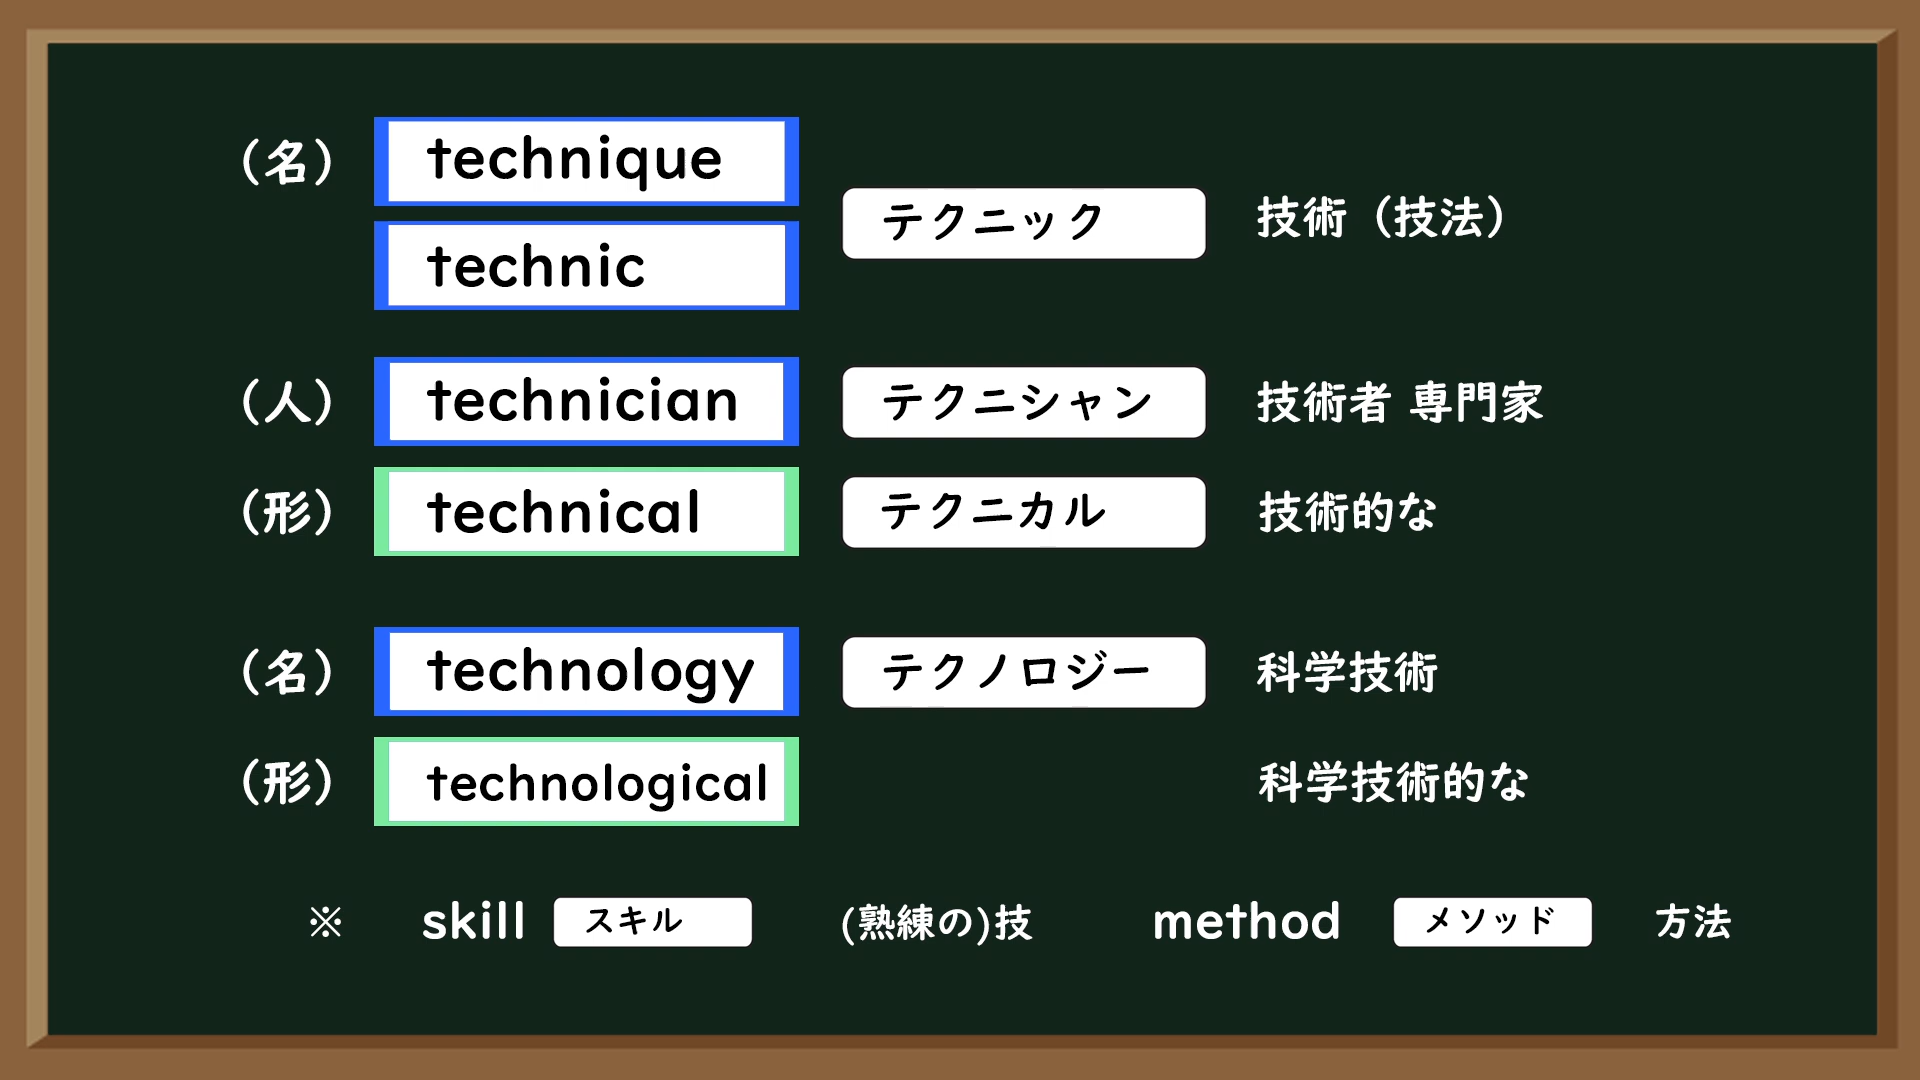 (名) technique
technic テクニック 技術（技法）
(人) technician テクニシャン 技術者 専門家
(形) technical テクニカル 技術的な
(名) technology テクノロジー 科学技術
(形) technological 科学技術的な
※ skill スキル (熟練の)技 method メソッド 方法